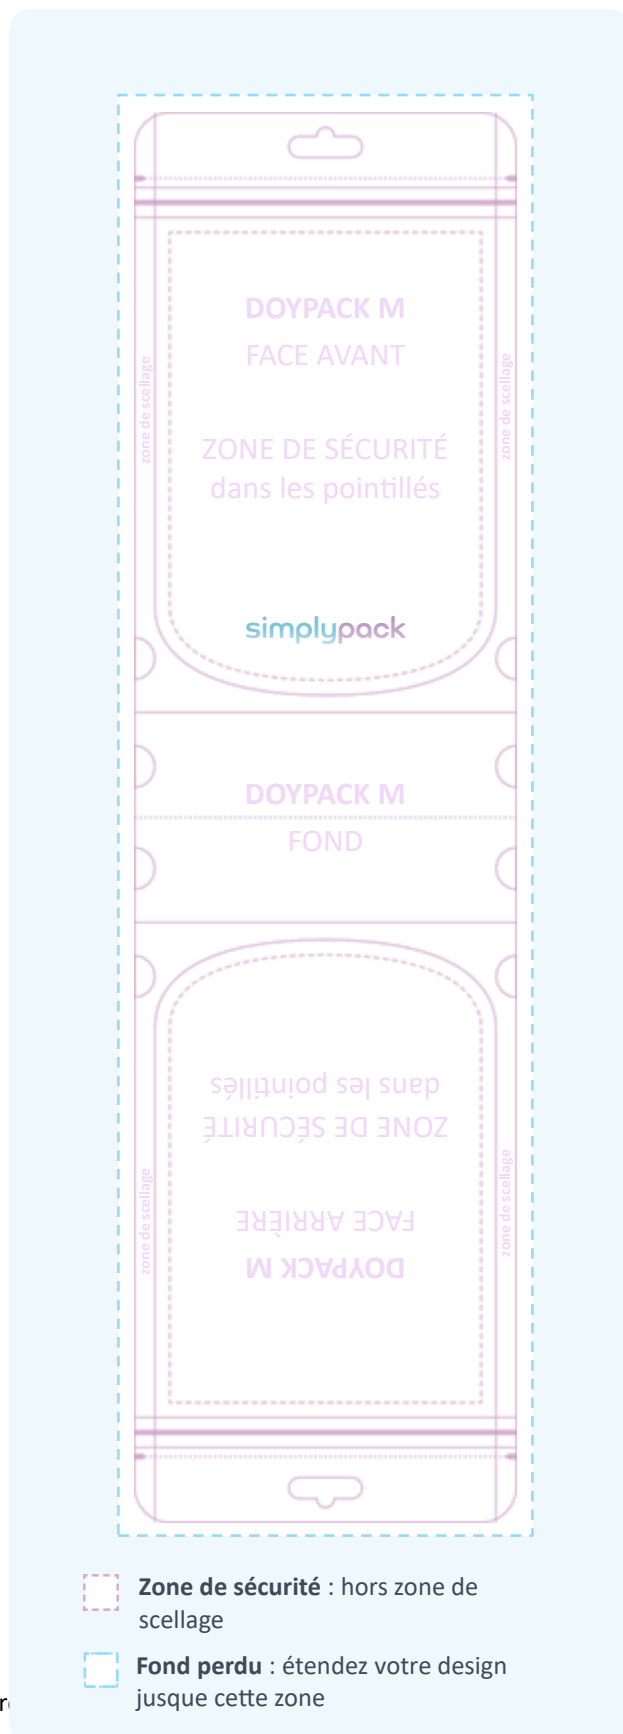 DOYPACK M
FACE AVANT
zone de scellage
zone de scellage
ZONE DE SÉCURITÉ
dans les pointillés
simplypack
DOYPACK M
FOND
dans les pointillés
ZONE DE SÉCURITÉ
zone de scellage
zone de scellage
FACE ARRIÈRE
DOYPACK M
Zone de sécurité : hors zone de
scellage
Fond perdu : étendez votre design
jusque cette zone